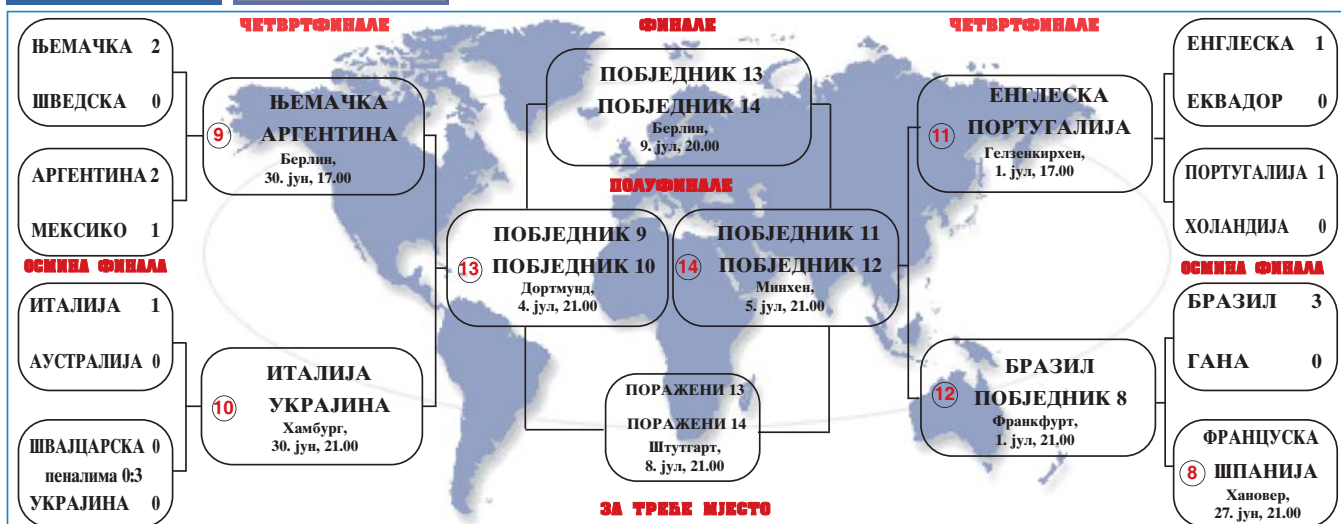 ЧЕТВРТФИНАЛЕ
ФИНАЛЕ
ЧЕТВРТФИНАЛЕ
ЊЕМАЧКА 2
ШВЕДСКА 0
АРГЕНТИНА 2
МЕКСИКО 1
ОСМИНА ФИНАЛА
ИТАЛИЈА 1
АУСТРАЛИЈА 0
ШВАЈЦАРСКА 0
пеналима 0:3
УКРАЈИНА 0
9
ЊЕМАЧКА
АРГЕНТИНА
Берлин,
30. јун, 17.00
10
ИТАЛИЈА
УКРАЈИНА
Хамбург,
30. јун, 21.00
ПОБЈЕДНИК 13
ПОБЈЕДНИК 14
Берлин,
9. јул, 20.00
ПОЛУФИНАЛЕ
13
ПОБЈЕДНИК 9
ПОБЈЕДНИК 10
Дортмунд,
4. јул, 21.00
14
ПОБЈЕДНИК 11
ПОБЈЕДНИК 12
Минхен,
5. јул, 21.00
ПОРАЖЕНИ 13
ПОРАЖЕНИ 14
Штутгарт,
8. јул, 21.00
ЗА ТРЕЋЕ МЈЕСТО
11
ЕНГЛЕСКА
ПОРТУГАЛИЈА
Гелзенкирхен,
1. јул, 17.00
12
БРАЗИЛ
ПОБЈЕДНИК 8
Франкфурт,
1. јул, 21.00
ЕНГЛЕСКА 1
ЕКВАДОР 0
ПОРТУГАЛИЈА 1
ХОЛАНДИЈА 0
ОСМИНА ФИНАЛА
БРАЗИЛ 3
ГАНА 0
8
ФРАНЦУСКА
ШПАНИЈА
Хановер,
27. јун, 21.00